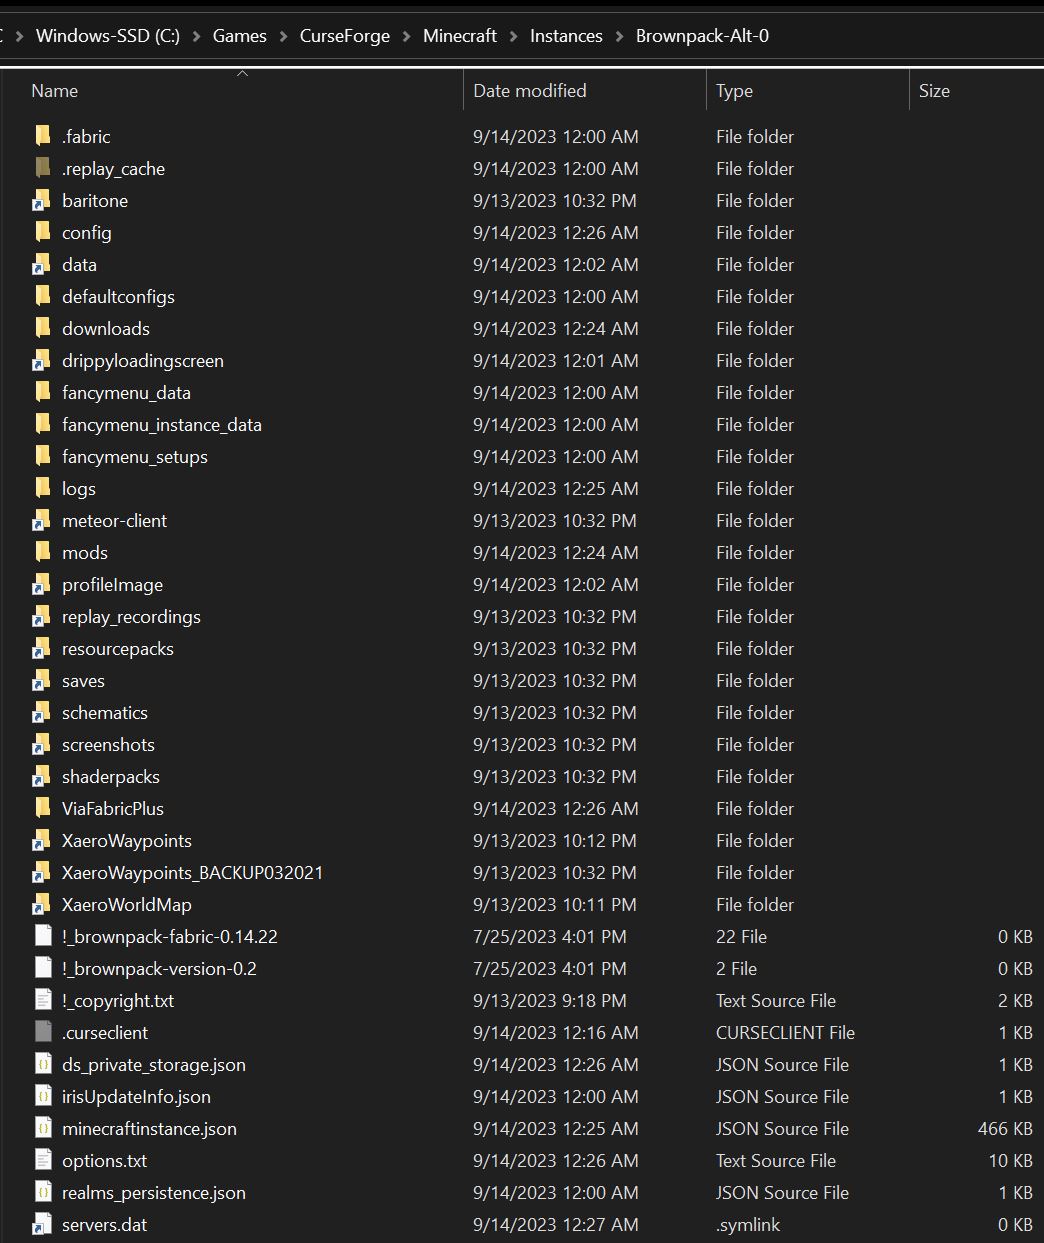 Windows-SSD (C:) > Games > CurseForge > Minecraft > Instances > Brownpack-Alt-0
Name Date modified Type Size
.fabric 9/14/2023 12:00 AM File folder
.replay_cache 9/14/2023 12:00 AM File folder
baritone 9/13/2023 10:32 PM File folder
config 9/14/2023 12:26 AM File folder
data 9/14/2023 12:02 AM File folder
defaultconfigs 9/14/2023 12:00 AM File folder
downloads 9/14/2023 12:24 AM File folder
drippyloadingscreen 9/14/2023 12:01 AM File folder
fancymenu_data 9/14/2023 12:00 AM File folder
fancymenu_instance_data 9/14/2023 12:00 AM File folder
fancymenu_setups 9/14/2023 12:00 AM File folder
logs 9/14/2023 12:25 AM File folder
meteor-client 9/13/2023 10:32 PM File folder
mods 9/14/2023 12:24 AM File folder
profileImage 9/14/2023 12:02 AM File folder
replay_recordings 9/13/2023 10:32 PM File folder
resourcepacks 9/13/2023 10:32 PM File folder
saves 9/13/2023 10:32 PM File folder
schematics 9/13/2023 10:32 PM File folder
screenshots 9/13/2023 10:32 PM File folder
shaderpacks 9/13/2023 10:32 PM File folder
ViaFabricPlus 9/14/2023 12:26 AM File folder
XaeroWaypoints 9/13/2023 10:12 PM File folder
XaeroWaypoints_BACKUP032021 9/13/2023 10:32 PM File folder
XaeroWorldMap 9/13/2023 10:11 PM File folder
!_brownpack-fabric-0.14.22 7/25/2023 4:01 PM 22 File 0 KB
!_brownpack-version-0.2 7/25/2023 4:01 PM 2 File 0 KB
!_copyright.txt 9/13/2023 9:18 PM Text Source File 2 KB
.curseclient 9/14/2023 12:16 AM CURSECLIENT File 1 KB
ds_private_storage.json 9/14/2023 12:26 AM JSON Source File 1 KB
irisUpdateInfo.json 9/14/2023 12:00 AM JSON Source File 1 KB
minecraftinstance.json 9/14/2023 12:25 AM JSON Source File 466 KB
options.txt 9/14/2023 12:26 AM Text Source File 10 KB
realms_persistence.json 9/14/2023 12:00 AM JSON Source File 1 KB
servers.dat 9/14/2023 12:27 AM .symlink 0 KB